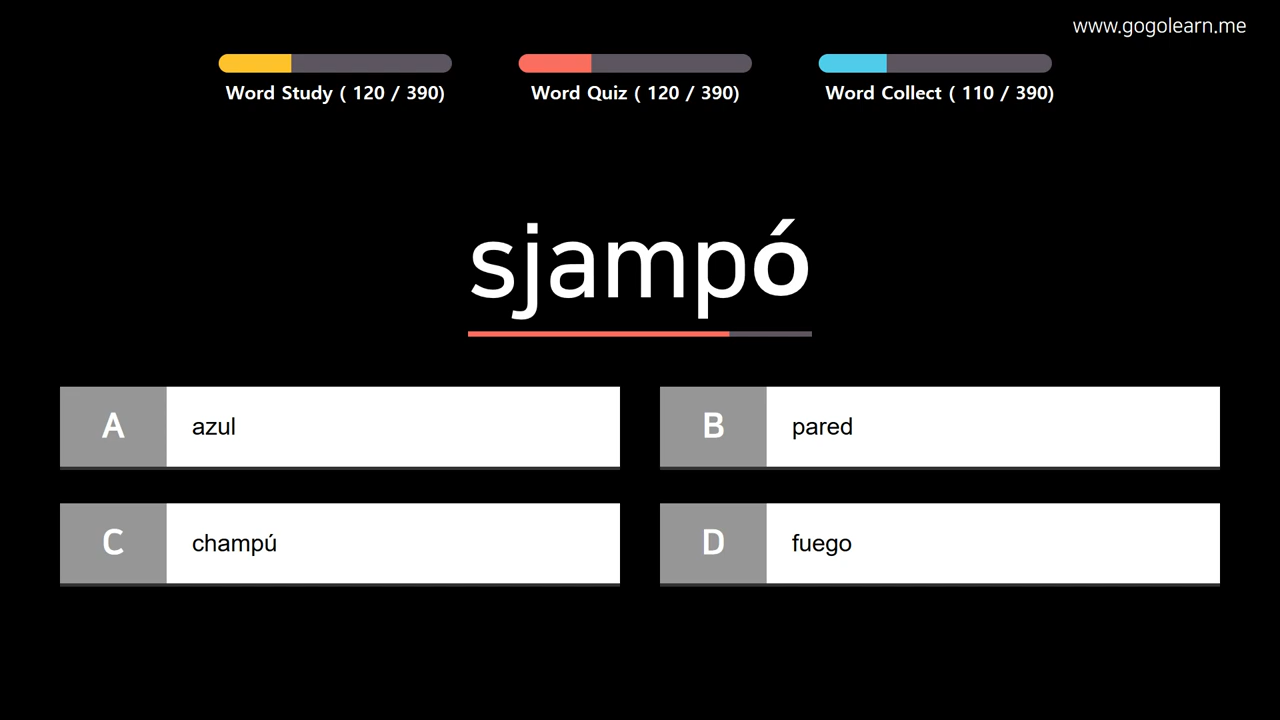 www.gogolearn.me
Word Study ( 120 / 390)
Word Quiz ( 120 / 390)
Word Collect ( 110 / 390)
sjampó
A azul
B pared
C champú
D fuego